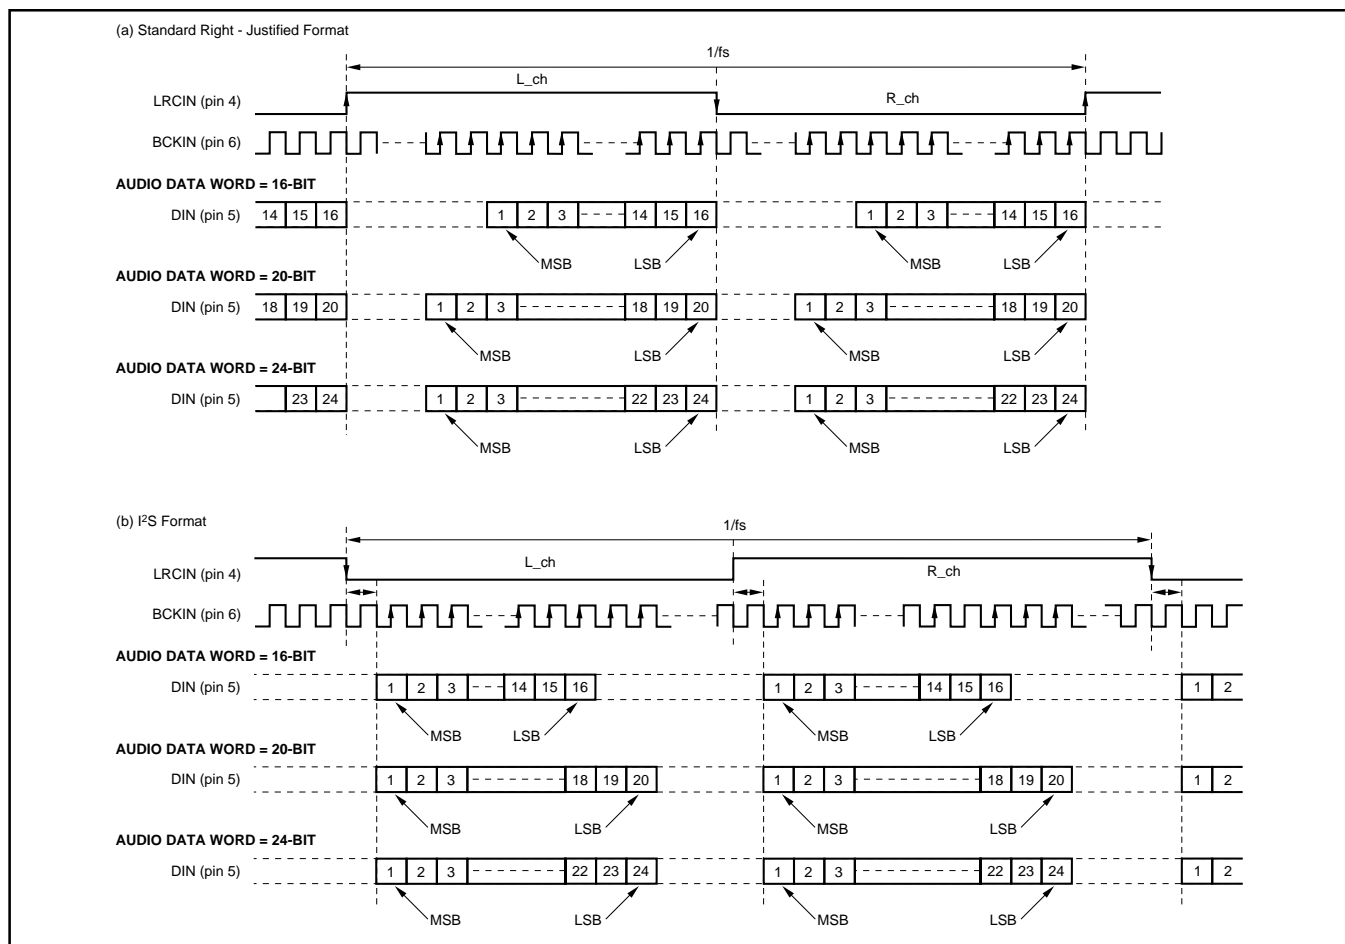 (a) Standard Right - Justified Format
1/fs
L_ch
LRCIN (pin 4)
R_ch
BCKIN (pin 6)
AUDIO DATA WORD = 16-BIT
DIN (pin 5) 14 15 16 1 2 3 14 15 16 1 2 3 14 15 16
MSB LSB MSB LSB
AUDIO DATA WORD = 20-BIT
DIN (pin 5) 18 19 20 1 2 3 18 19 20 1 2 3 18 19 20
MSB LSB MSB LSB
AUDIO DATA WORD = 24-BIT
DIN (pin 5) 23 24 1 2 3 22 23 24 1 2 3 22 23 24
MSB LSB MSB LSB
(b) I²S Format
1/fs
L_ch
LRCIN (pin 4)
R_ch
BCKIN (pin 6)
AUDIO DATA WORD = 16-BIT
DIN (pin 5) 1 2 3 14 15 16 1 2 3 14 15 16 1 2
MSB LSB MSB LSB
AUDIO DATA WORD = 20-BIT
DIN (pin 5) 1 2 3 18 19 20 1 2 3 18 19 20 1 2
MSB LSB MSB LSB
AUDIO DATA WORD = 24-BIT
DIN (pin 5) 1 2 3 22 23 24 1 2 3 22 23 24 1 2
MSB LSB MSB LSB